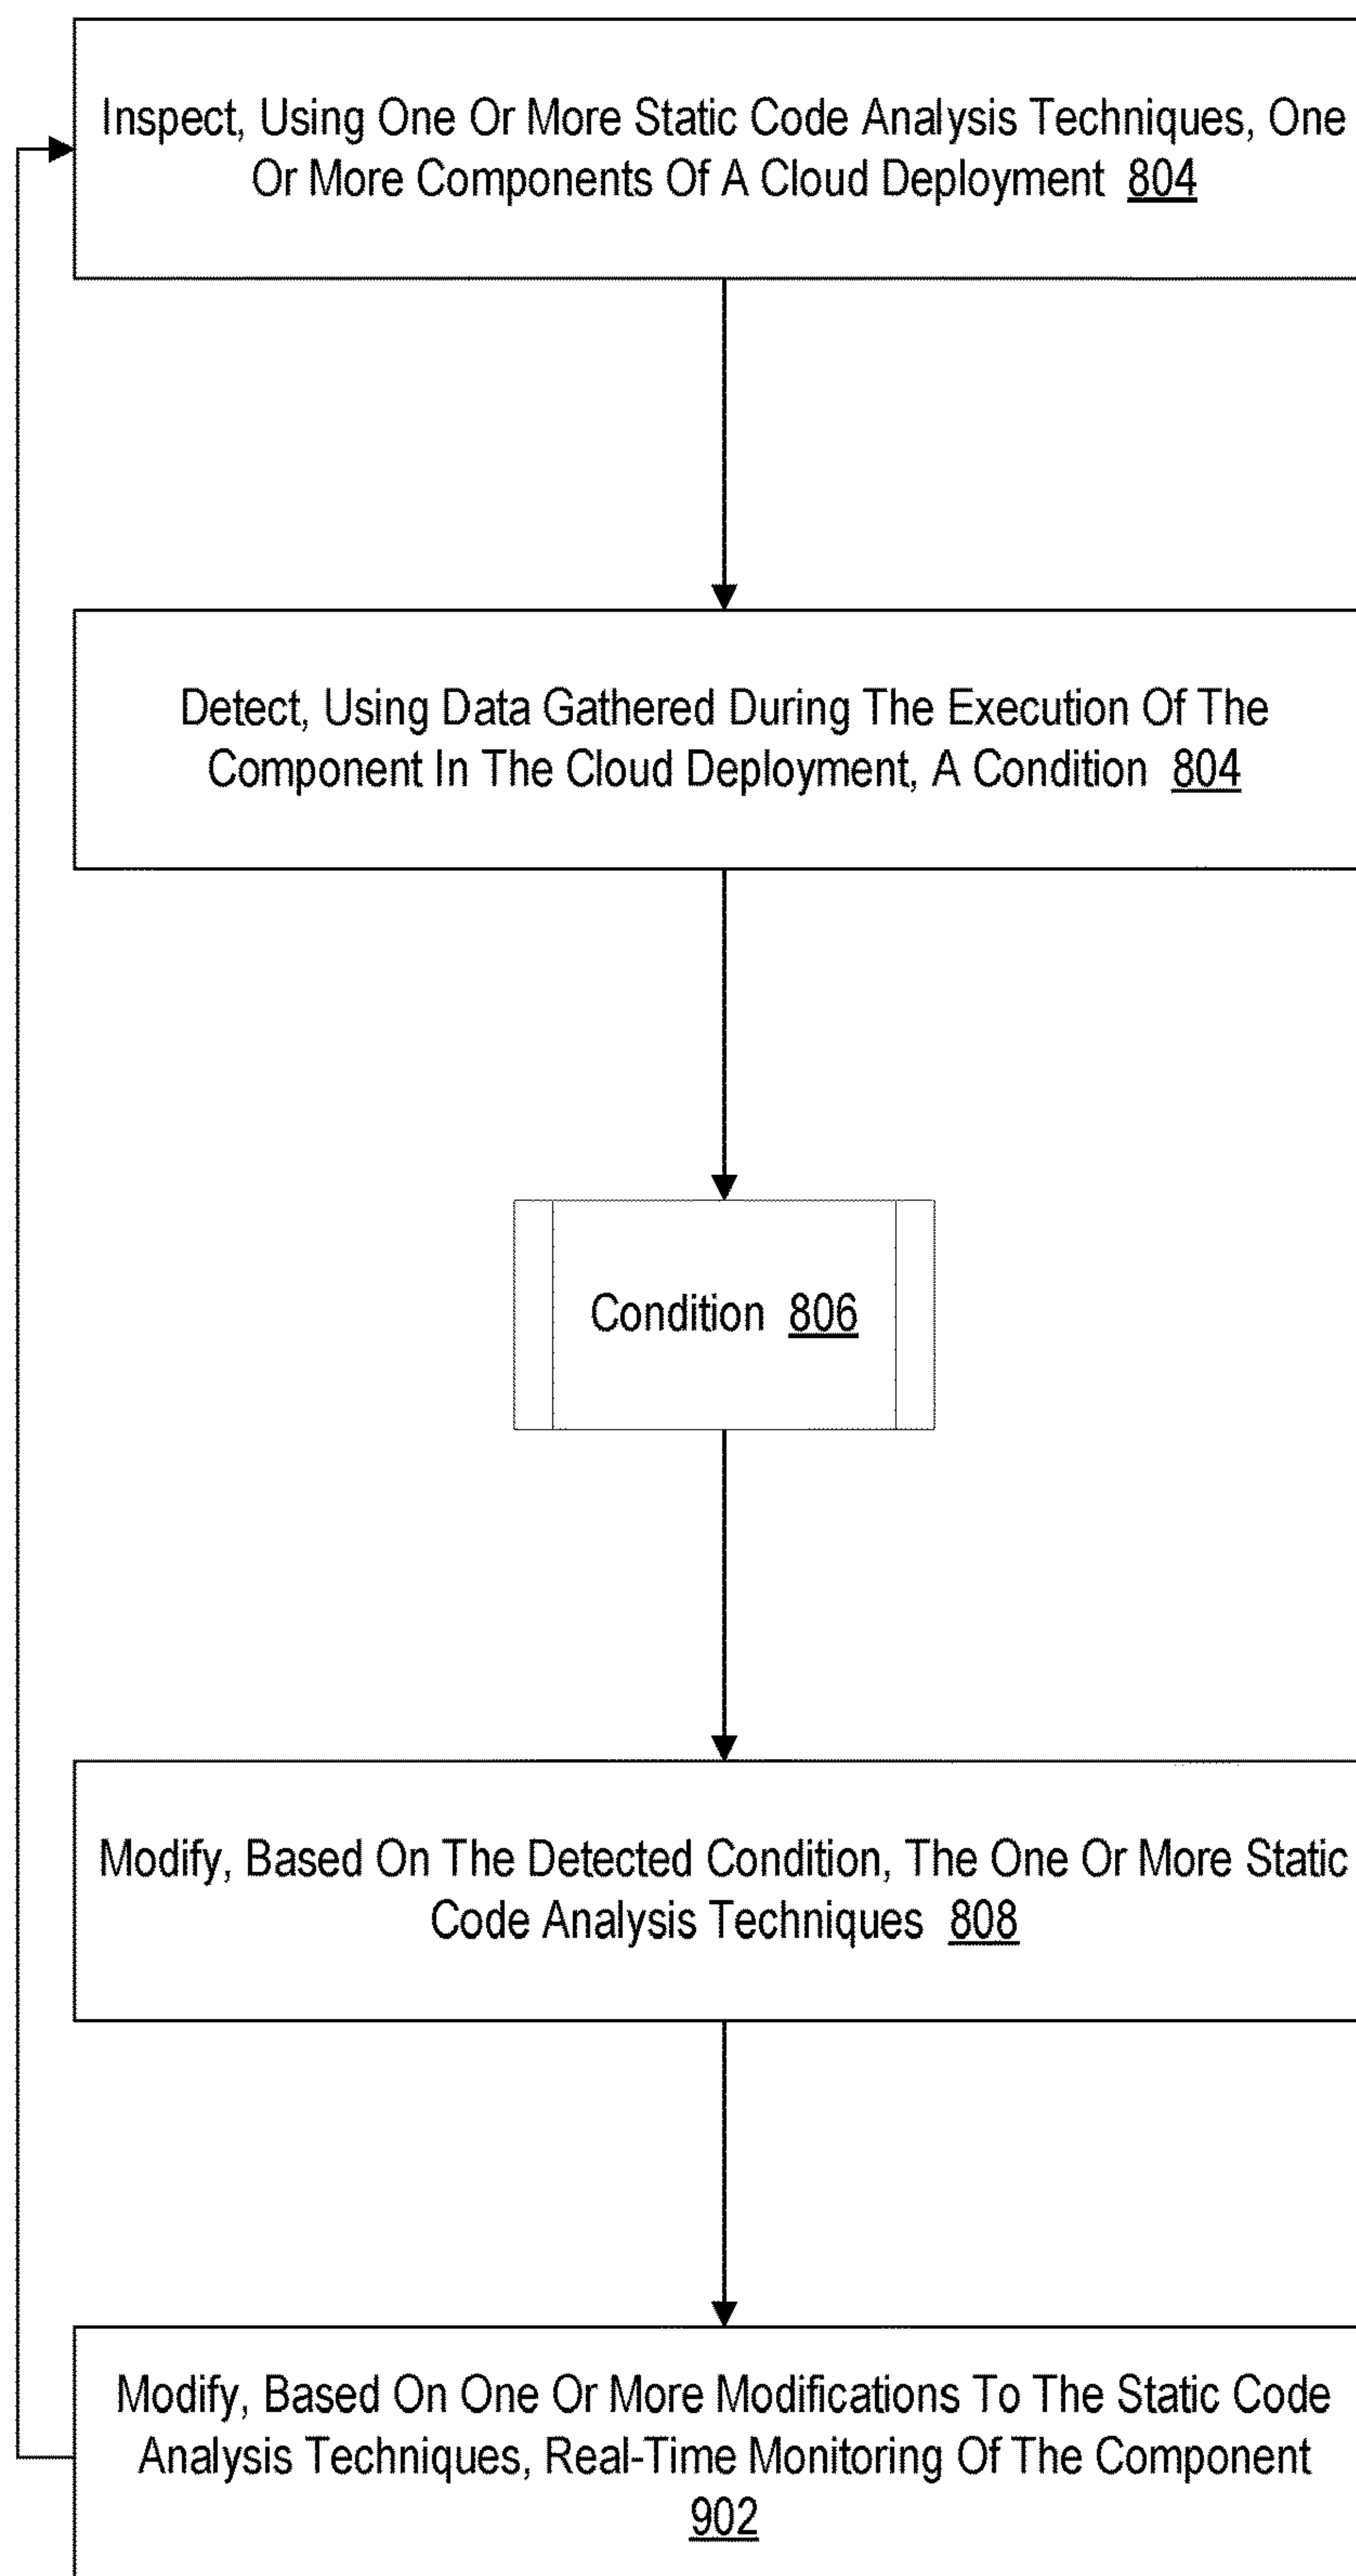 Inspect, Using One Or More Static Code Analysis Techniques, One
Or More Components Of A Cloud Deployment 804
Detect, Using Data Gathered During The Execution Of The
Component In The Cloud Deployment, A Condition 804
Condition 806
Modify, Based On The Detected Condition, The One Or More Static
Code Analysis Techniques 808
Modify, Based On One Or More Modifications To The Static Code
Analysis Techniques, Real-Time Monitoring Of The Component
902